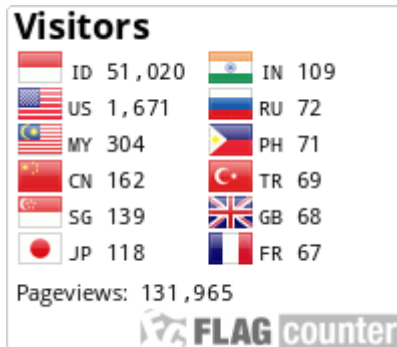 Visitors
ID 51,020 IN 109
US 1,671 RU 72
MY 304 PH 71
CN 162 TR 69
SG 139 GB 68
JP 118 FR 67
Pageviews: 131,965
FC FLAG counter